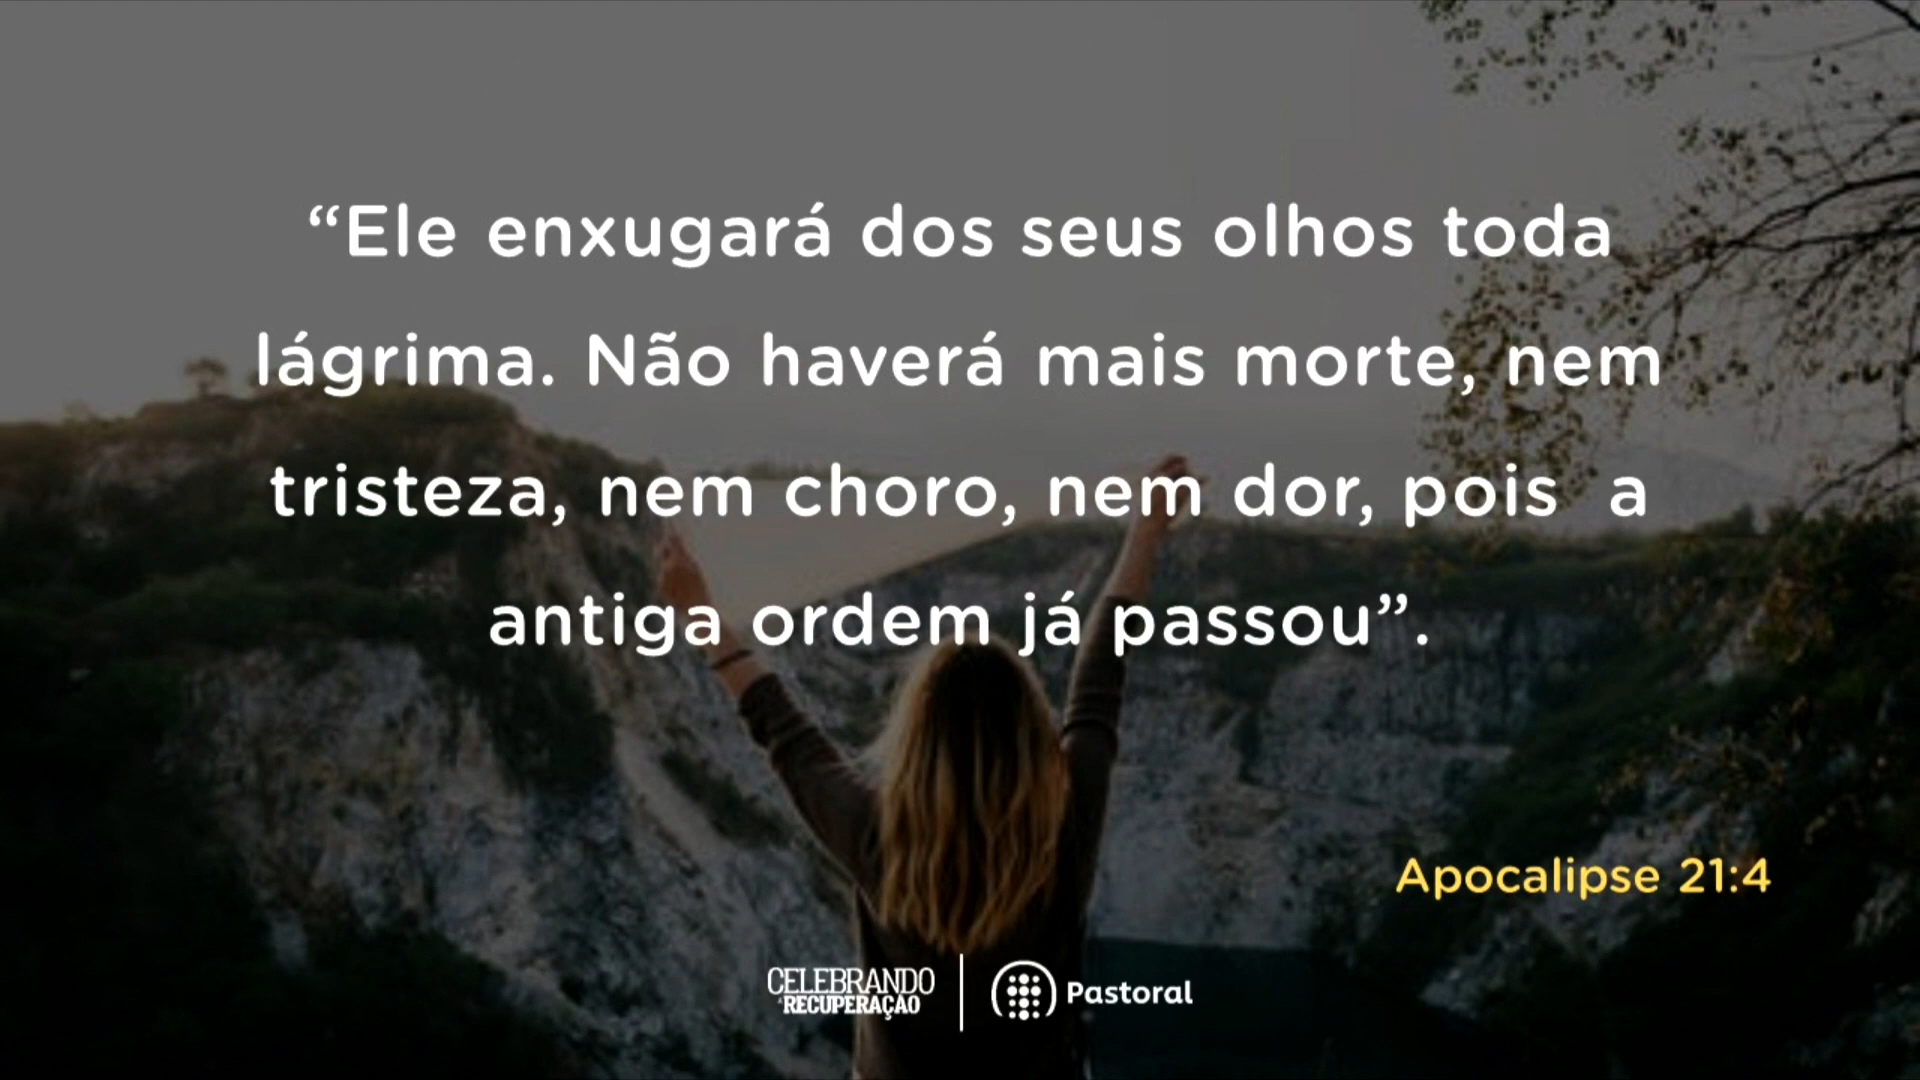 “Ele enxugará dos seus olhos toda
lágrima. Não haverá mais morte, nem
tristeza, nem choro, nem dor, pois a
antiga ordem já passou”.
Apocalipse 21:4
CELEBRANDO
a RECUPERAÇÃO
Pastoral